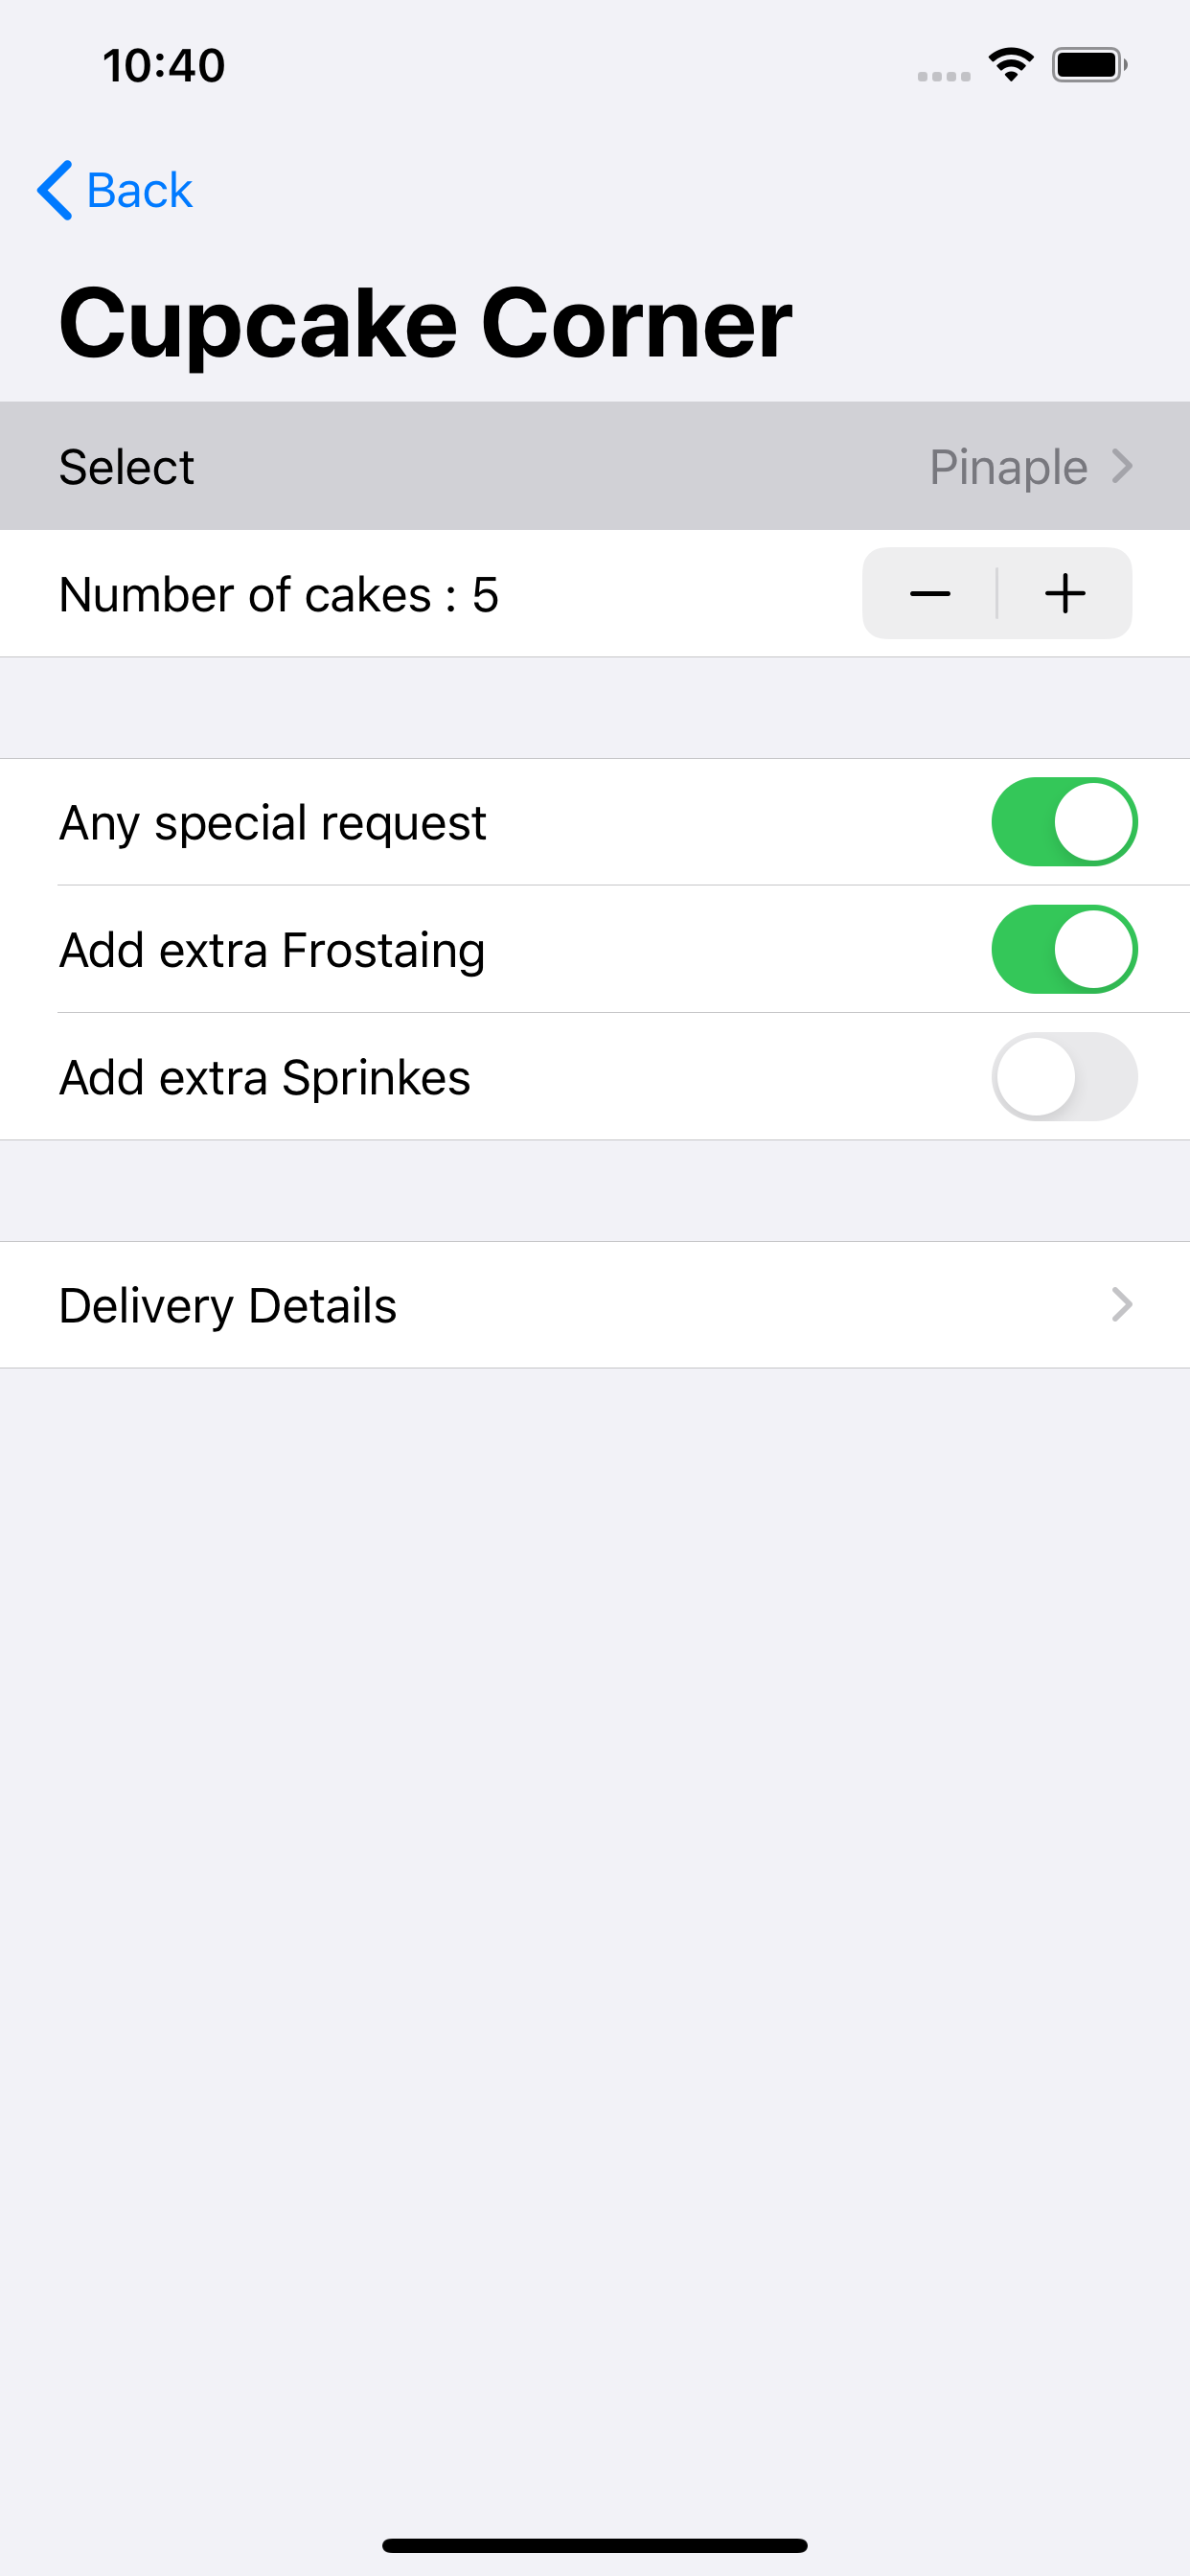 10:40
Back
Cupcake Corner
Select Pinaple
Number of cakes : 5
Any special request
Add extra Frostaing
Add extra Sprinkes
Delivery Details